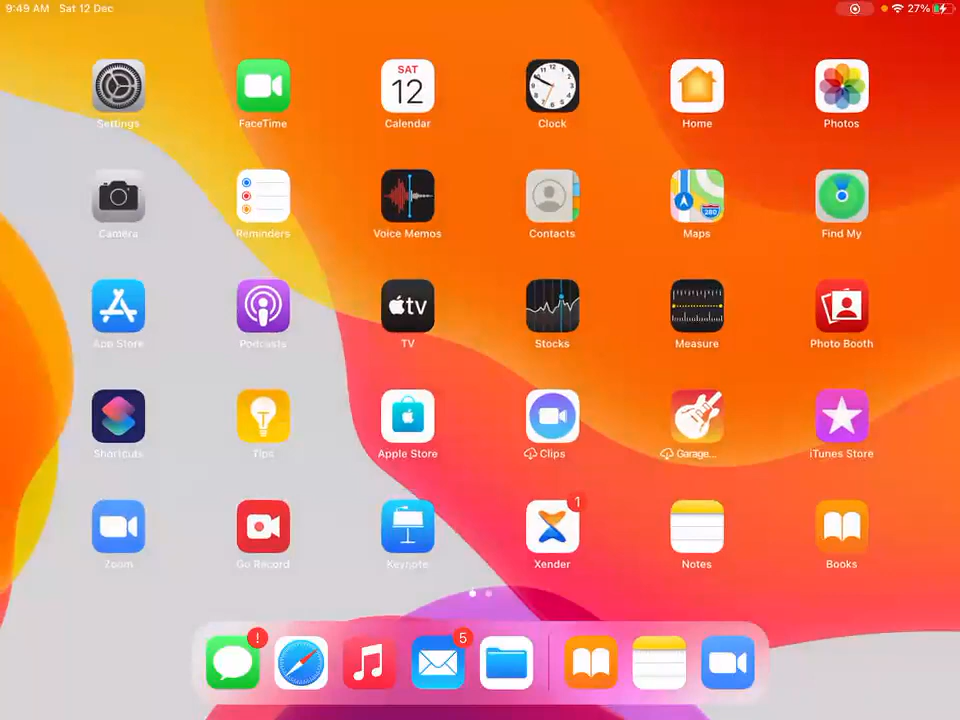 9:49 AM Sat 12 Dec
27%
SAT
12
Settings
FaceTime
Calendar
Clock
Home
Photos
280
Camera
Reminders
Voice Memos
Contacts
Maps
Find My
tv
App Store
Podcasts
TV
Stocks
Measure
Photo Booth
Shortcuts
Tips
Apple Store
Clips
Garage...
iTunes Store
1
Zoom
Go Record
Keynote
Xender
Notes
Books
!
5